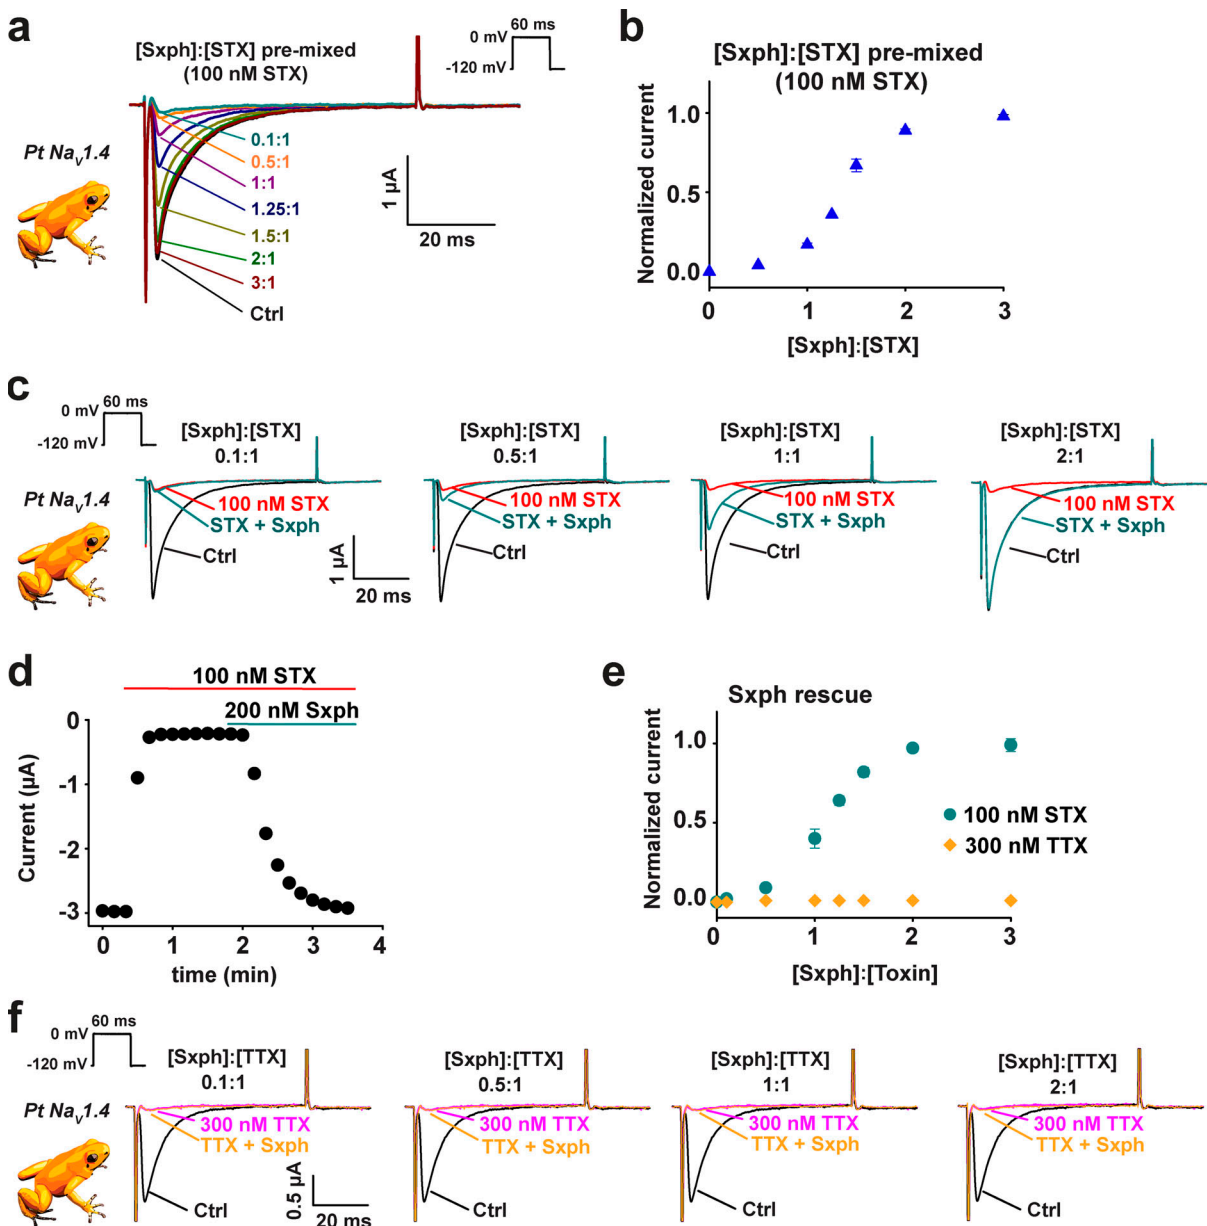 a
[Sxph]:[STX] pre-mixed
(100 nM STX)
60 ms
0 mV
-120 mV
Pt NaV1.4
0.1:1
0.5:1
1:1
1.25:1
1.5:1
2:1
3:1
Ctrl
1 µA
20 ms
b
[Sxph]:[STX] pre-mixed
(100 nM STX)
Normalized current
1.0
0.5
0.0
0 1 2 3
[Sxph]:[STX]
c
60 ms
0 mV
-120 mV
Pt NaV1.4
[Sxph]:[STX]
0.1:1
100 nM STX
STX + Sxph
Ctrl
1 µA
20 ms
[Sxph]:[STX]
0.5:1
100 nM STX
STX + Sxph
Ctrl
[Sxph]:[STX]
1:1
100 nM STX
STX + Sxph
Ctrl
[Sxph]:[STX]
2:1
100 nM STX
STX + Sxph
Ctrl
d
100 nM STX
200 nM Sxph
Current (µA)
0
-1
-2
-3
0 1 2 3 4
time (min)
e
Sxph rescue
Normalized current
1.0
0.5
0.0
100 nM STX
300 nM TTX
0 1 2 3
[Sxph]:[Toxin]
f
60 ms
0 mV
-120 mV
Pt NaV1.4
[Sxph]:[TTX]
0.1:1
300 nM TTX
TTX + Sxph
Ctrl
0.5 µA
20 ms
[Sxph]:[TTX]
0.5:1
300 nM TTX
TTX + Sxph
Ctrl
[Sxph]:[TTX]
1:1
300 nM TTX
TTX + Sxph
Ctrl
[Sxph]:[TTX]
2:1
300 nM TTX
TTX + Sxph
Ctrl